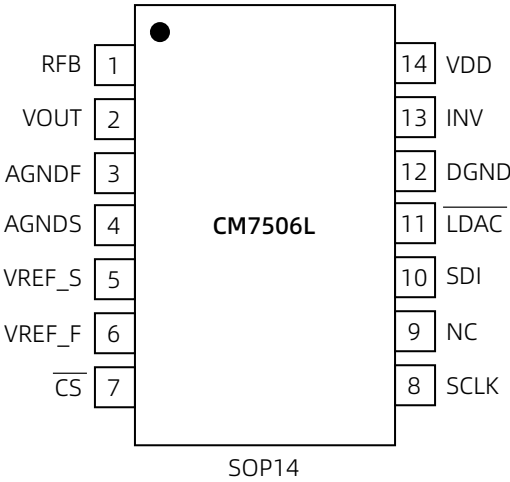 RFB 1 14 VDD
VOUT 2 13 INV
AGNDF 3 12 DGND
AGNDS 4 CM7506L 11 LDAC
VREF_S 5 10 SDI
VREF_F 6 9 NC
CS 7 8 SCLK
SOP14